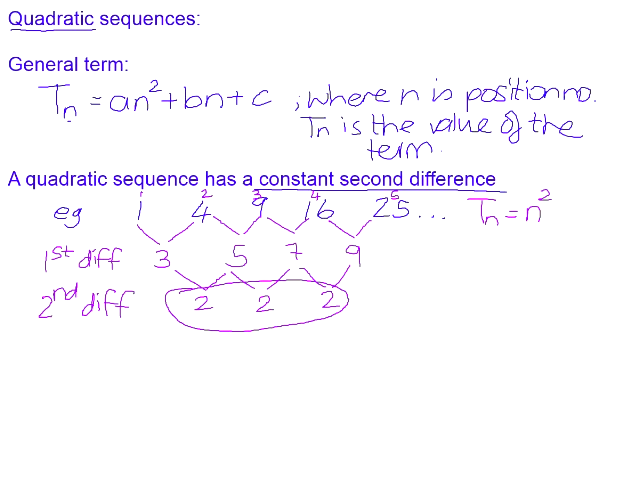 Quadratic sequences:
General term:
Tn = an²+bn+c ; where n is position no.
Tn is the value of the
term.
A quadratic sequence has a constant second difference
1 2 3 4 5
eg 1 4 9 16 25 ... Tn = n²
1st diff 3 5 7 9
2nd diff 2 2 2